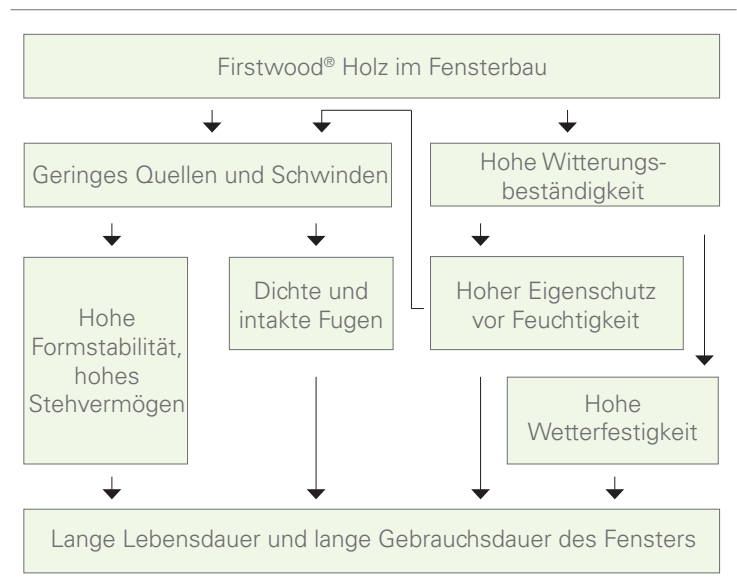 Firstwood® Holz im Fensterbau
Geringes Quellen und Schwinden
Hohe Witterungs-
beständigkeit
Hohe
Formstabilität,
hohes
Stehvermögen
Dichte und
intakte Fugen
Hoher Eigenschutz
vor Feuchtigkeit
Hohe
Wetterfestigkeit
Lange Lebensdauer und lange Gebrauchsdauer des Fensters